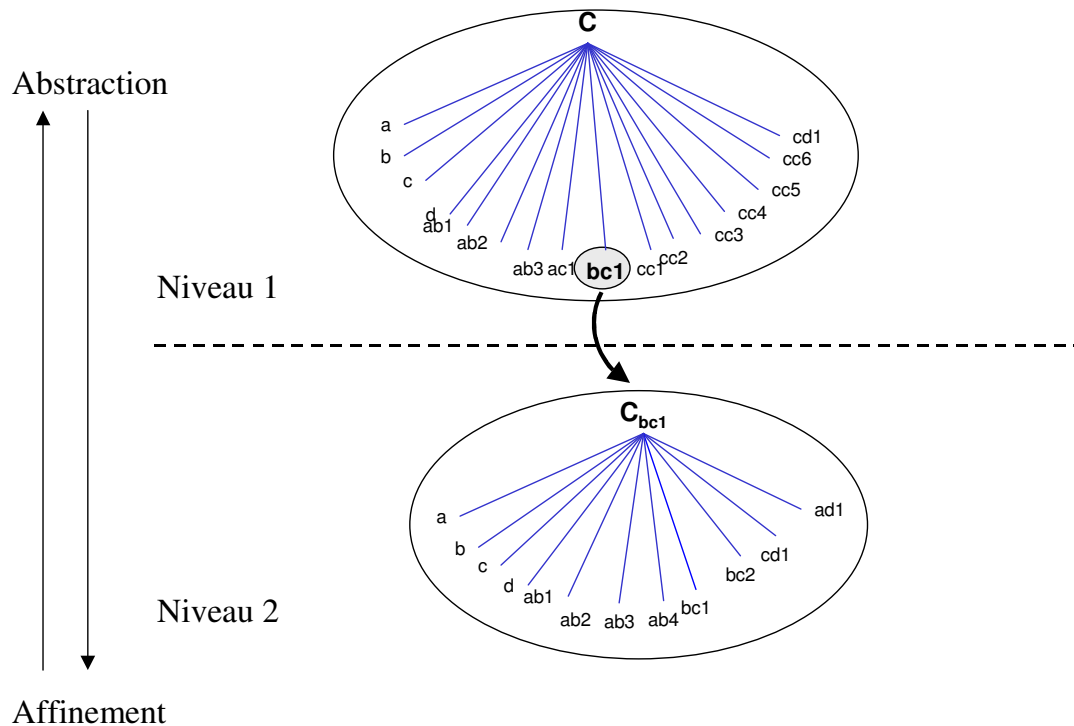 C
Abstraction
a
b
c
d
ab1
ab2
ab3
ac1
bc1
cc1
cc2
cc3
cc4
cc5
cc6
cd1
Niveau 1
Cbc1
a
b
c
d
ab1
ab2
ab3
ab4
bc1
bc2
cd1
ad1
Niveau 2
Affinement